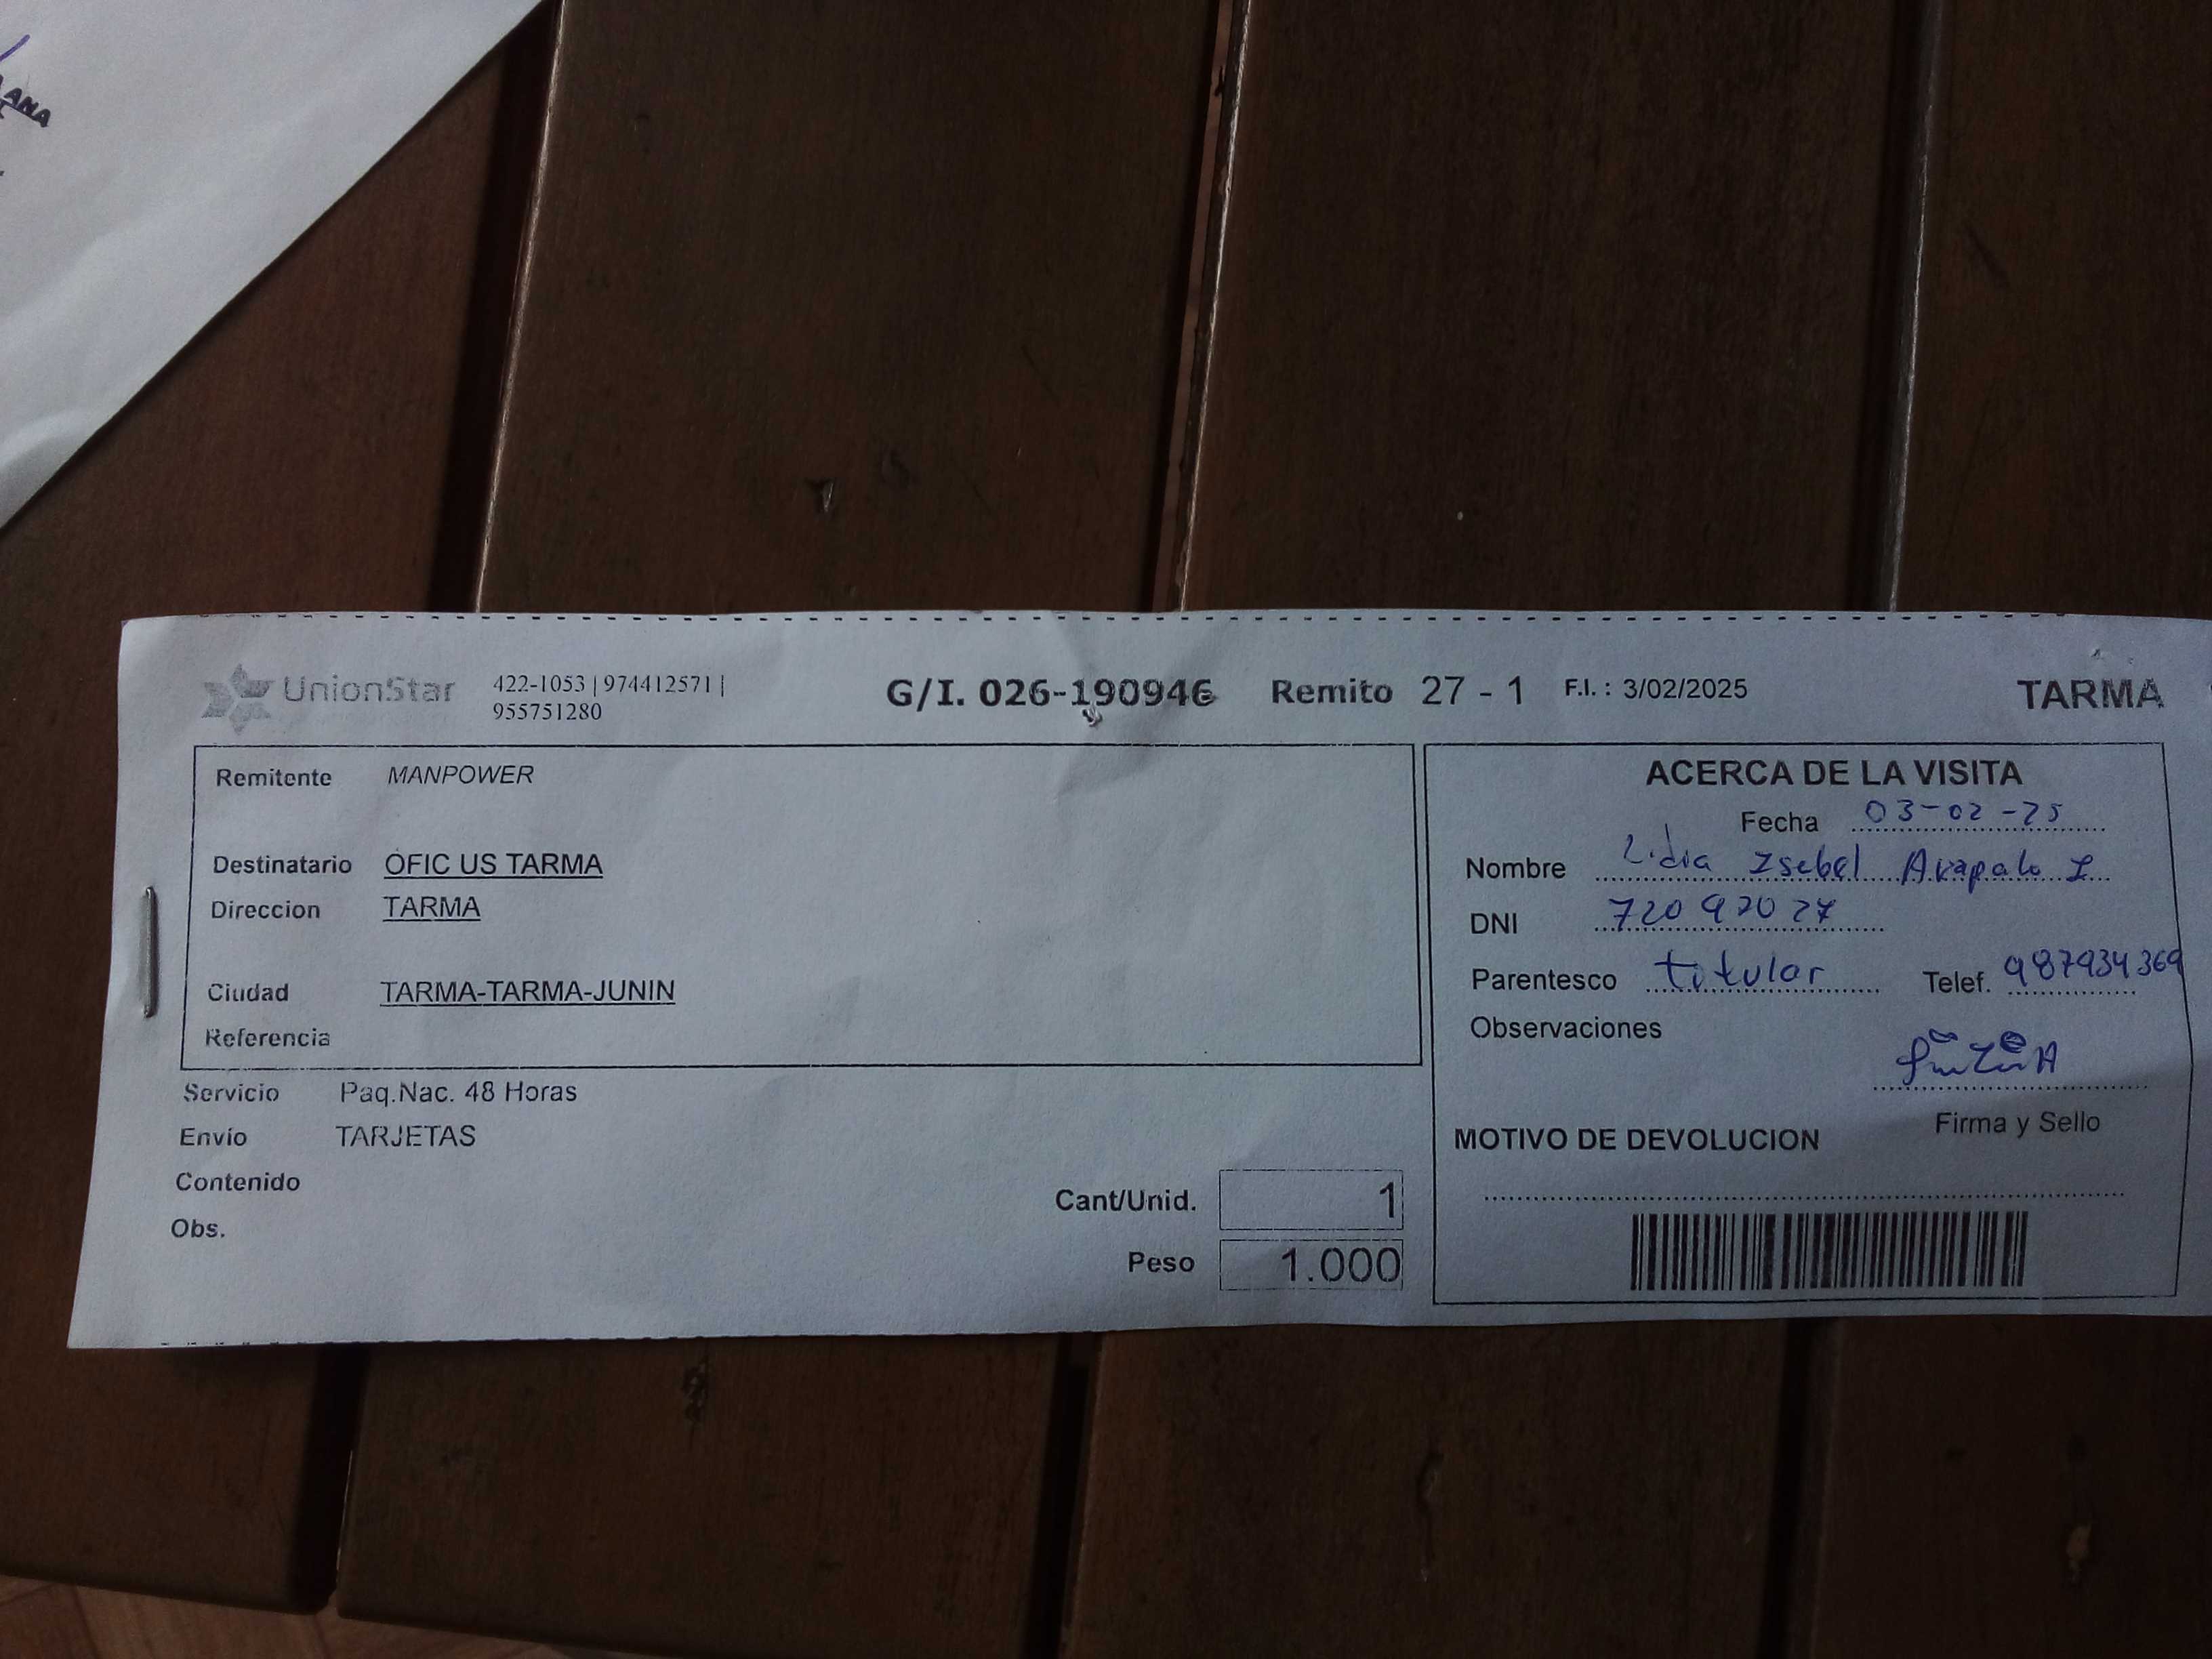 ANA
UnionStar 422-1053 | 974412571 |
955751280
G/I. 026-190946 Remito 27 - 1 F.I. : 3/02/2025 TARMA
Remitente MANPOWER
Destinatario OFIC US TARMA
Direccion TARMA
Ciudad TARMA-TARMA-JUNIN
Referencia
Servicio Paq.Nac. 48 Horas
Envío TARJETAS
Contenido
Obs.
Cant/Unid. 1
Peso 1.000
ACERCA DE LA VISITA
Fecha 03-02-25
Nombre Lidia Isabel
DNI
Parentesco titular Telef. 987934369
Observaciones
Firma y Sello
MOTIVO DE DEVOLUCION